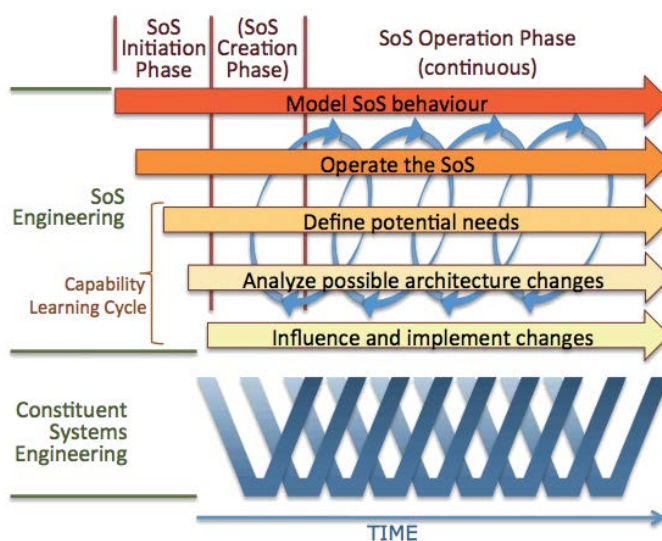 SoS
Initiation
Phase
(SoS
Creation
Phase)
SoS Operation Phase
(continuous)
Model SoS behaviour
Operate the SoS
SoS
Engineering
Define potential needs
Capability
Learning Cycle
Analyze possible architecture changes
Influence and implement changes
Constituent
Systems
Engineering
TIME